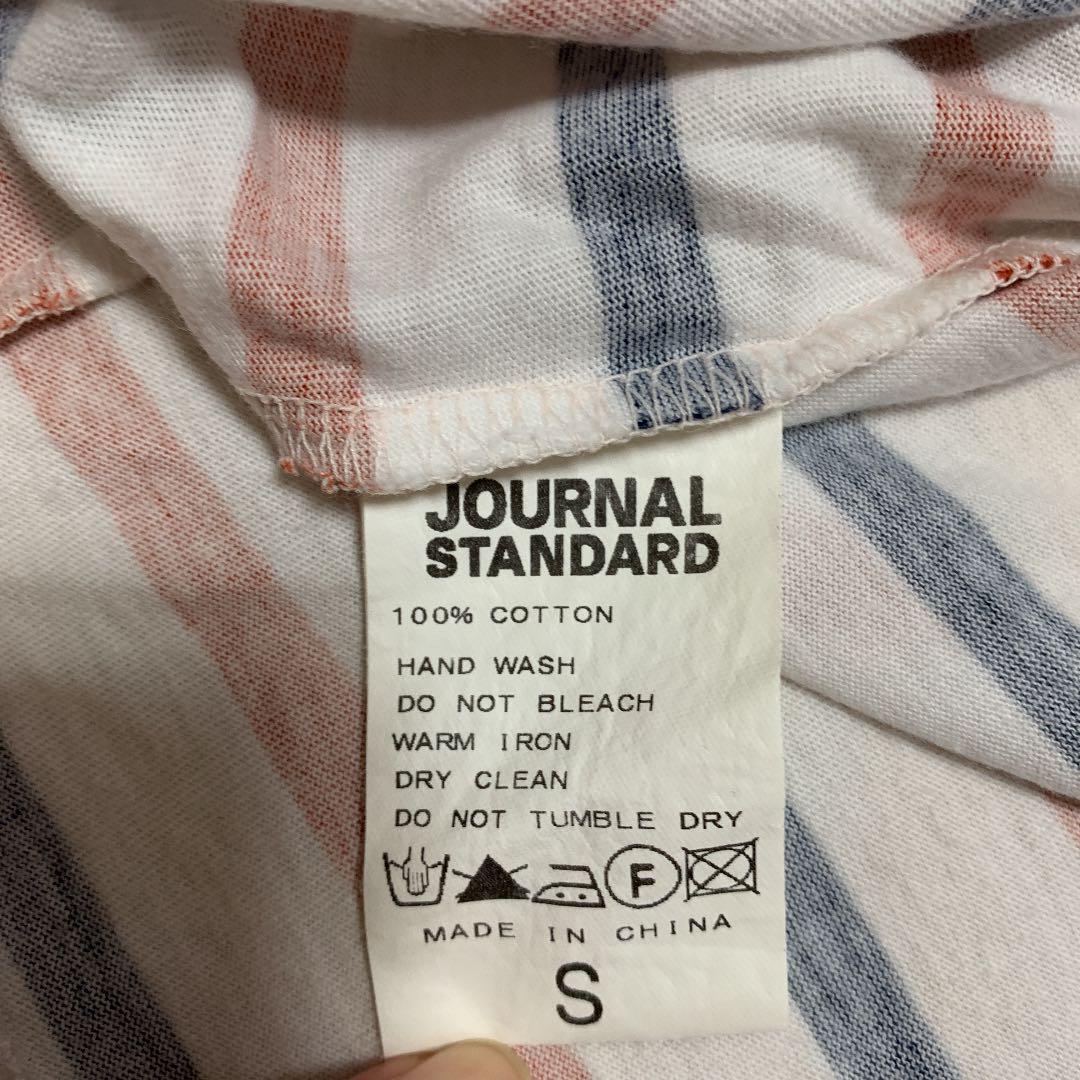 JOURNAL
STANDARD
100% COTTON
HAND WASH
DO NOT BLEACH
WARM IRON
DRY CLEAN
DO NOT TUMBLE DRY
F
MADE IN CHINA
S